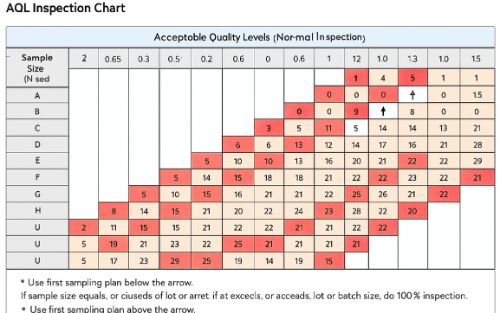 AQL Inspection Chart
Acceptable Quality Levels (Nor-mal Inspection)
Sample Size (N sed 2 0.65 0.3 0.5 0.2 0.6 0 0.6 1 12 1.0 1.3 1.0 1.5
1 4 5 1 1
A 0 0 0 ↑ 0 1.5
B 0 0 9 ↑ 8 0 0
C 3 5 11 5 14 14 13 21
D 6 6 13 12 14 17 16 21 28
E 5 10 10 13 16 21 15 22 22 29
F 5 14 15 18 18 21 21 22 23 22 21
G 5 10 15 16 21 21 22 22 25 26 21 22
H 8 14 15 21 20 22 24 23 28 22 20
U 2 11 15 15 21 20 22 21 21 22 22
U 5 19 21 23 22 25 21 21 21 21
U 5 17 23 29 25 19 14 19 15
* Use first sampling plan below the arrow.
If sample size equals, or ciuseds of lot or arret if at excecls, or acceads, lot or batch size, do 100% inspection.
* Use first sampling plan above the arrow.